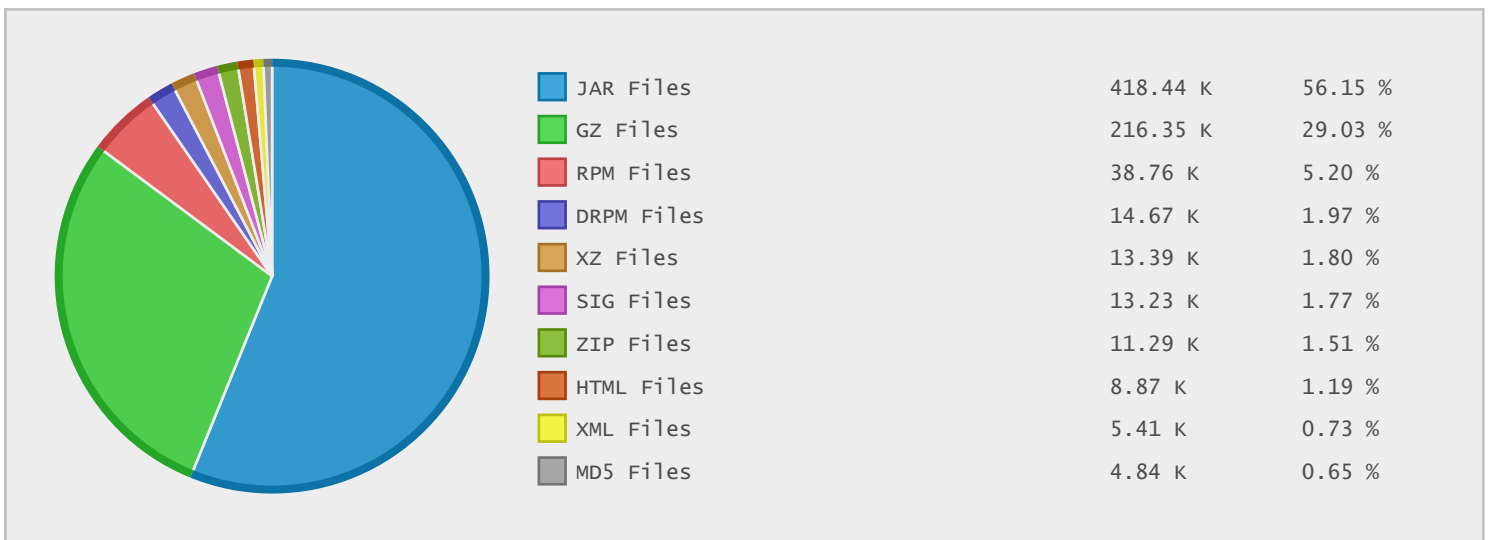 JAR Files 418.44 K 56.15 %
GZ Files 216.35 K 29.03 %
RPM Files 38.76 K 5.20 %
DRPM Files 14.67 K 1.97 %
XZ Files 13.39 K 1.80 %
SIG Files 13.23 K 1.77 %
ZIP Files 11.29 K 1.51 %
HTML Files 8.87 K 1.19 %
XML Files 5.41 K 0.73 %
MD5 Files 4.84 K 0.65 %